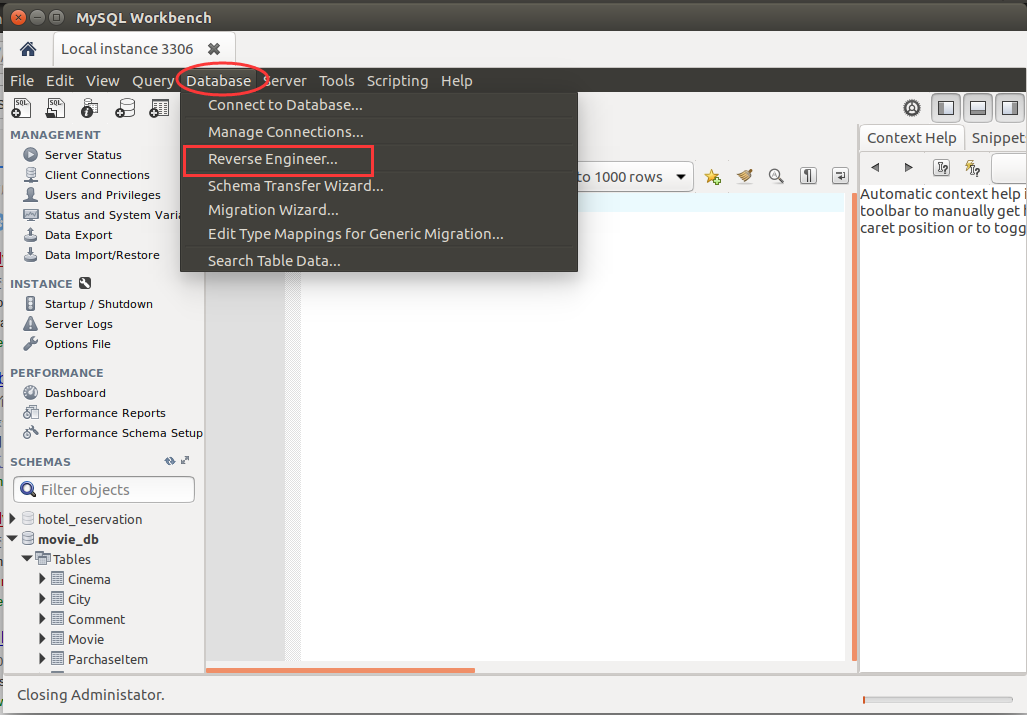 MySQL Workbench
Local instance 3306
File Edit View Query Database Server Tools Scripting Help
Connect to Database...
Manage Connections...
Reverse Engineer...
Schema Transfer Wizard...
Migration Wizard...
Edit Type Mappings for Generic Migration...
Search Table Data...
to 1000 rows
MANAGEMENT
Server Status
Client Connections
Users and Privileges
Status and System Varia
Data Export
Data Import/Restore
INSTANCE
Startup / Shutdown
Server Logs
Options File
PERFORMANCE
Dashboard
Performance Reports
Performance Schema Setup
SCHEMAS
Filter objects
hotel_reservation
movie_db
Tables
Cinema
City
Comment
Movie
ParchaseItem
Context Help Snippet
Automatic context help i
toolbar to manually get h
caret position or to togg
Closing Administator.